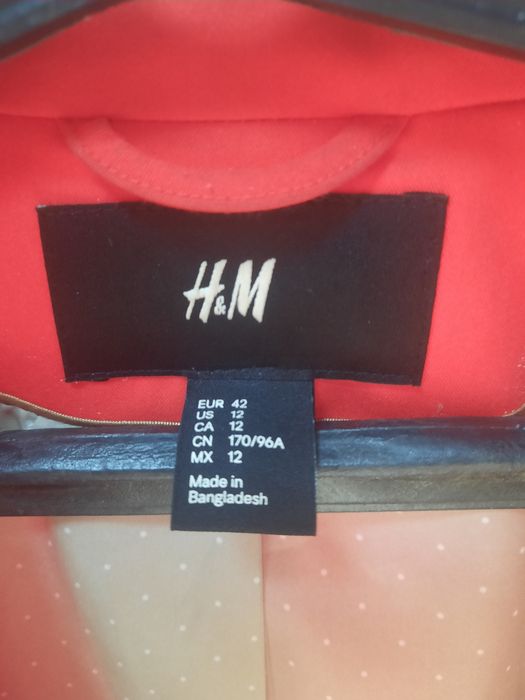 H&M
EUR 42
US 12
CA 12
CN 170/96A
MX 12
Made in
Bangladesh